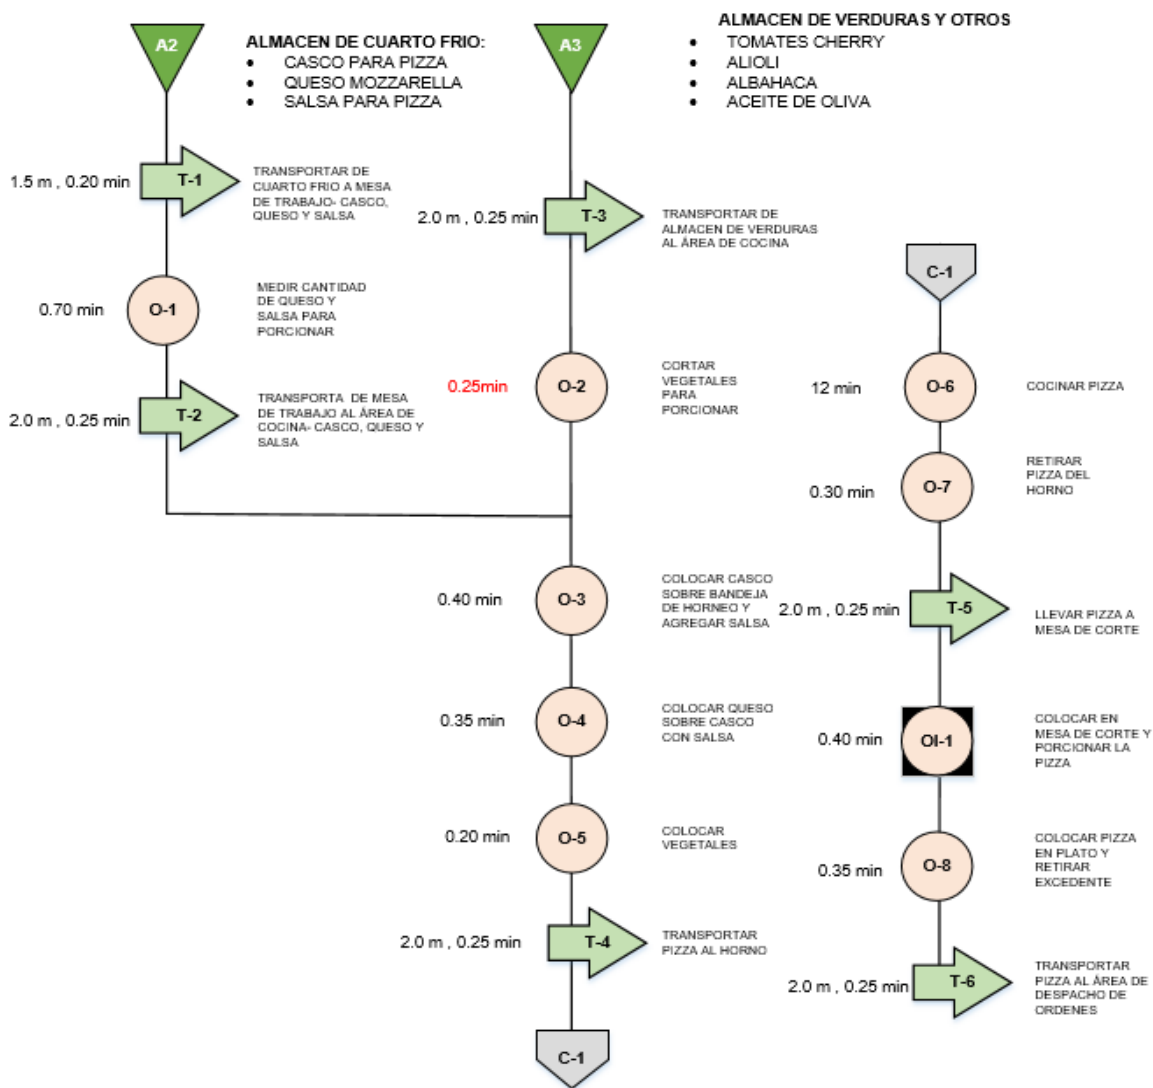 A2
ALMACEN DE CUARTO FRIO:
• CASCO PARA PIZZA
• QUESO MOZZARELLA
• SALSA PARA PIZZA
1.5 m , 0.20 min
T-1
TRANSPORTAR DE
CUARTO FRIO A MESA
DE TRABAJO- CASCO,
QUESO Y SALSA
0.70 min
O-1
MEDIR CANTIDAD
DE QUESO Y
SALSA PARA
PORCIONAR
2.0 m , 0.25 min
T-2
TRANSPORTA DE MESA
DE TRABAJO AL ÁREA DE
COCINA- CASCO, QUESO Y
SALSA
A3
ALMACEN DE VERDURAS Y OTROS
• TOMATES CHERRY
• ALIOLI
• ALBAHACA
• ACEITE DE OLIVA
2.0 m , 0.25 min
T-3
TRANSPORTAR DE
ALMACEN DE VERDURAS
AL ÁREA DE COCINA
0.25min
O-2
CORTAR
VEGETALES
PARA
PORCIONAR
0.40 min
O-3
COLOCAR CASCO
SOBRE BANDEJA
DE HORNEO Y
AGREGAR SALSA
0.35 min
O-4
COLOCAR QUESO
SOBRE CASCO
CON SALSA
0.20 min
O-5
COLOCAR
VEGETALES
2.0 m , 0.25 min
T-4
TRANSPORTAR
PIZZA AL HORNO
C-1
C-1
12 min
O-6
COCINAR PIZZA
0.30 min
O-7
RETIRAR
PIZZA DEL
HORNO
2.0 m , 0.25 min
T-5
LLEVAR PIZZA A
MESA DE CORTE
0.40 min
OI-1
COLOCAR EN
MESA DE CORTE Y
PORCIONAR LA
PIZZA
0.35 min
O-8
COLOCAR PIZZA
EN PLATO Y
RETIRAR
EXCEDENTE
2.0 m , 0.25 min
T-6
TRANSPORTAR
PIZZA AL ÁREA DE
DESPACHO DE
ORDENES